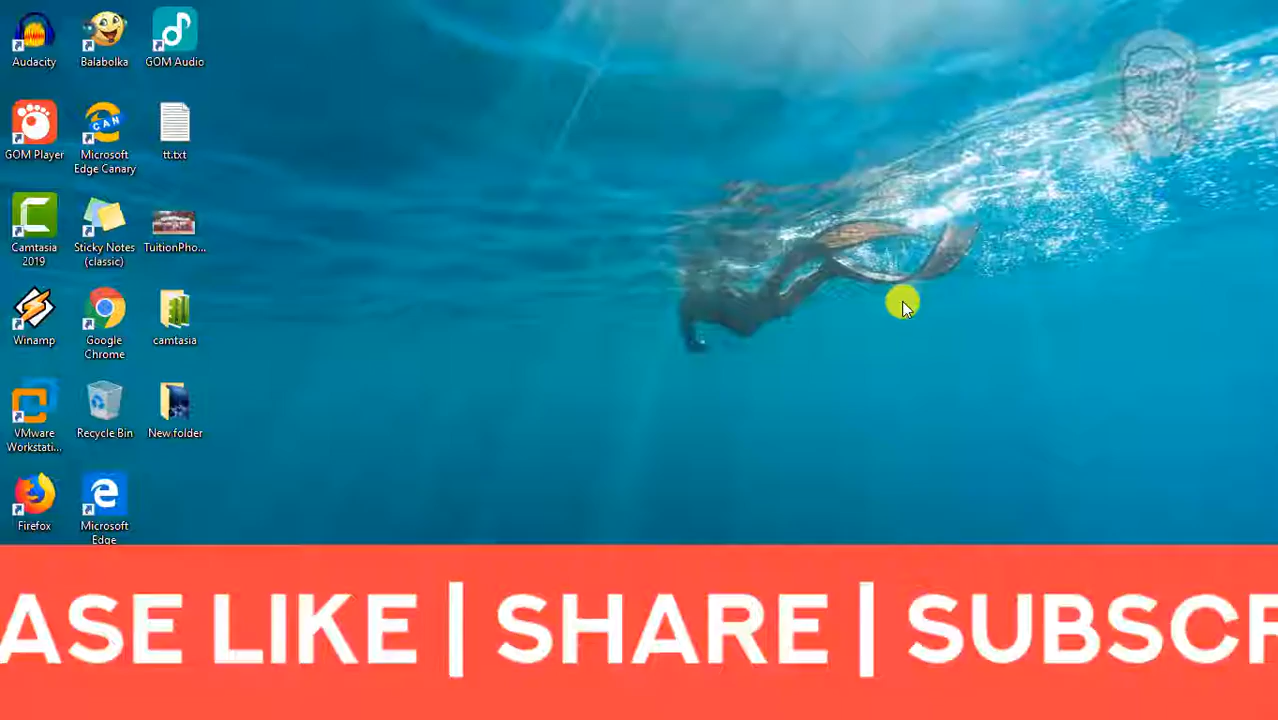 Audacity
Balabolka
GOM Audio
GOM Player
CAN
Microsoft
Edge Canary
tt.txt
Camtasia
2019
Sticky Notes
(classic)
TuitionPho...
Winamp
Google
Chrome
camtasia
VMware
Workstati...
Recycle Bin
New folder
Firefox
Microsoft
Edge
ASE LIKE | SHARE | SUBSCR